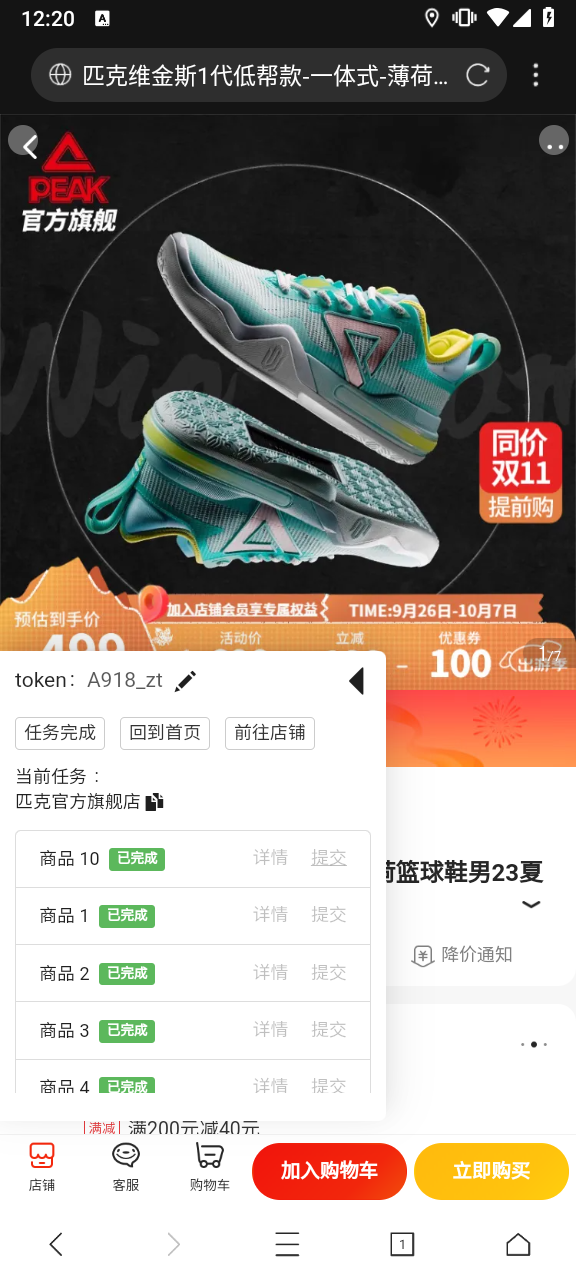 12:20
A
匹克维金斯1代低帮款-一体式-薄荷...
PEAK
官方旗舰
同价
双11
提前购
加入店铺会员享专属权益
TIME:9月26日-10月7日
预估到手价
活动价
立减
优惠券
499
- 100
1/7
token: A918_zt
任务完成
回到首页
前往店铺
当前任务：
匹克官方旗舰店
商品 10 已完成 详情 提交
商品 1 已完成 详情 提交
商品 2 已完成 详情 提交
商品 3 已完成 详情 提交
商品 4 已完成 详情 提交
荷篮球鞋男23夏
降价通知
满减 满200元减40元
店铺
客服
购物车
加入购物车
立即购买
1